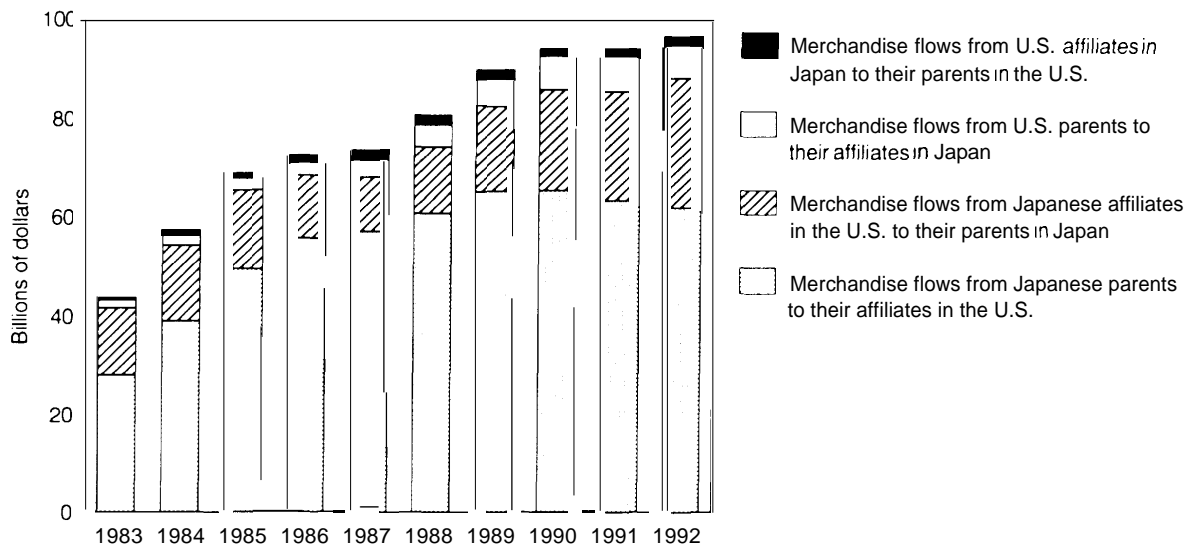 100
80
60
40
20
0
Billions of dollars
1983 1984 1985 1986 1987 1988 1989 1990 1991 1992
Merchandise flows from U.S. affiliates in
Japan to their parents in the U.S.
Merchandise flows from U.S. parents to
their affiliates in Japan
Merchandise flows from Japanese affiliates
in the U.S. to their parents in Japan
Merchandise flows from Japanese parents
to their affiliates in the U.S.